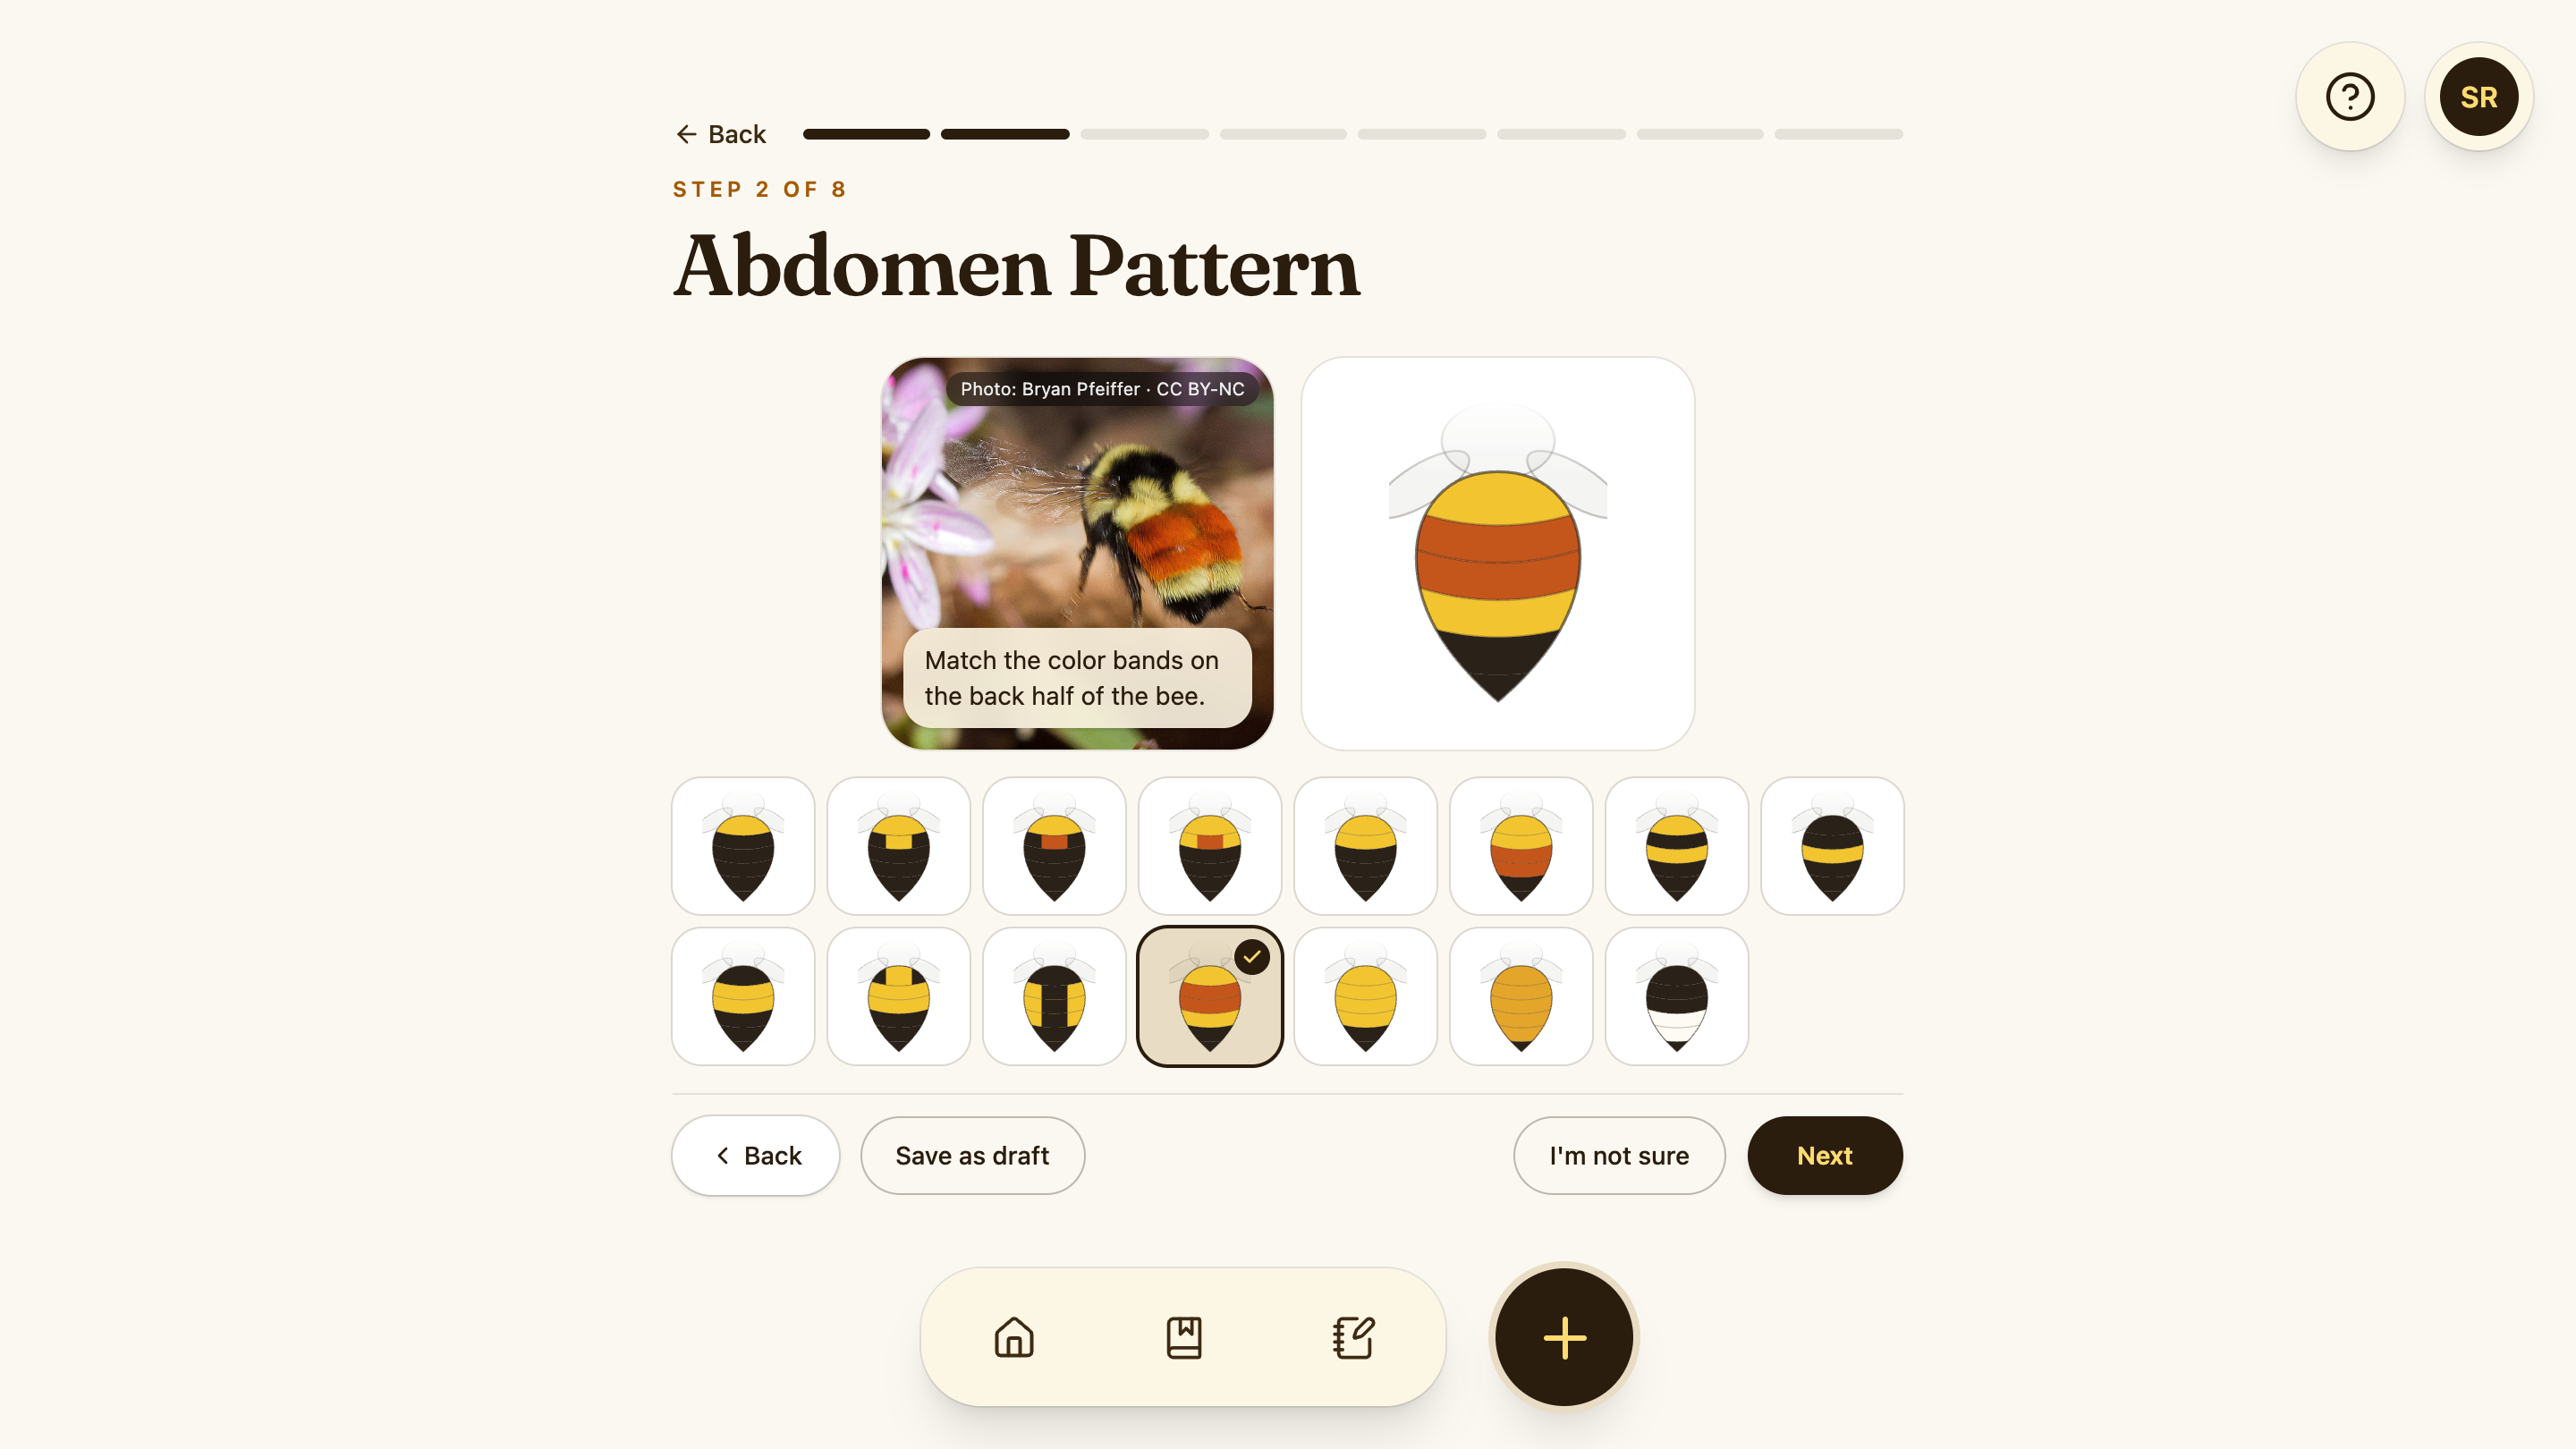 SR
Back
STEP 2 OF 8
Abdomen Pattern
Photo: Bryan Pfeiffer · CC BY-NC
Match the color bands on
the back half of the bee.
Back
Save as draft
I'm not sure
Next